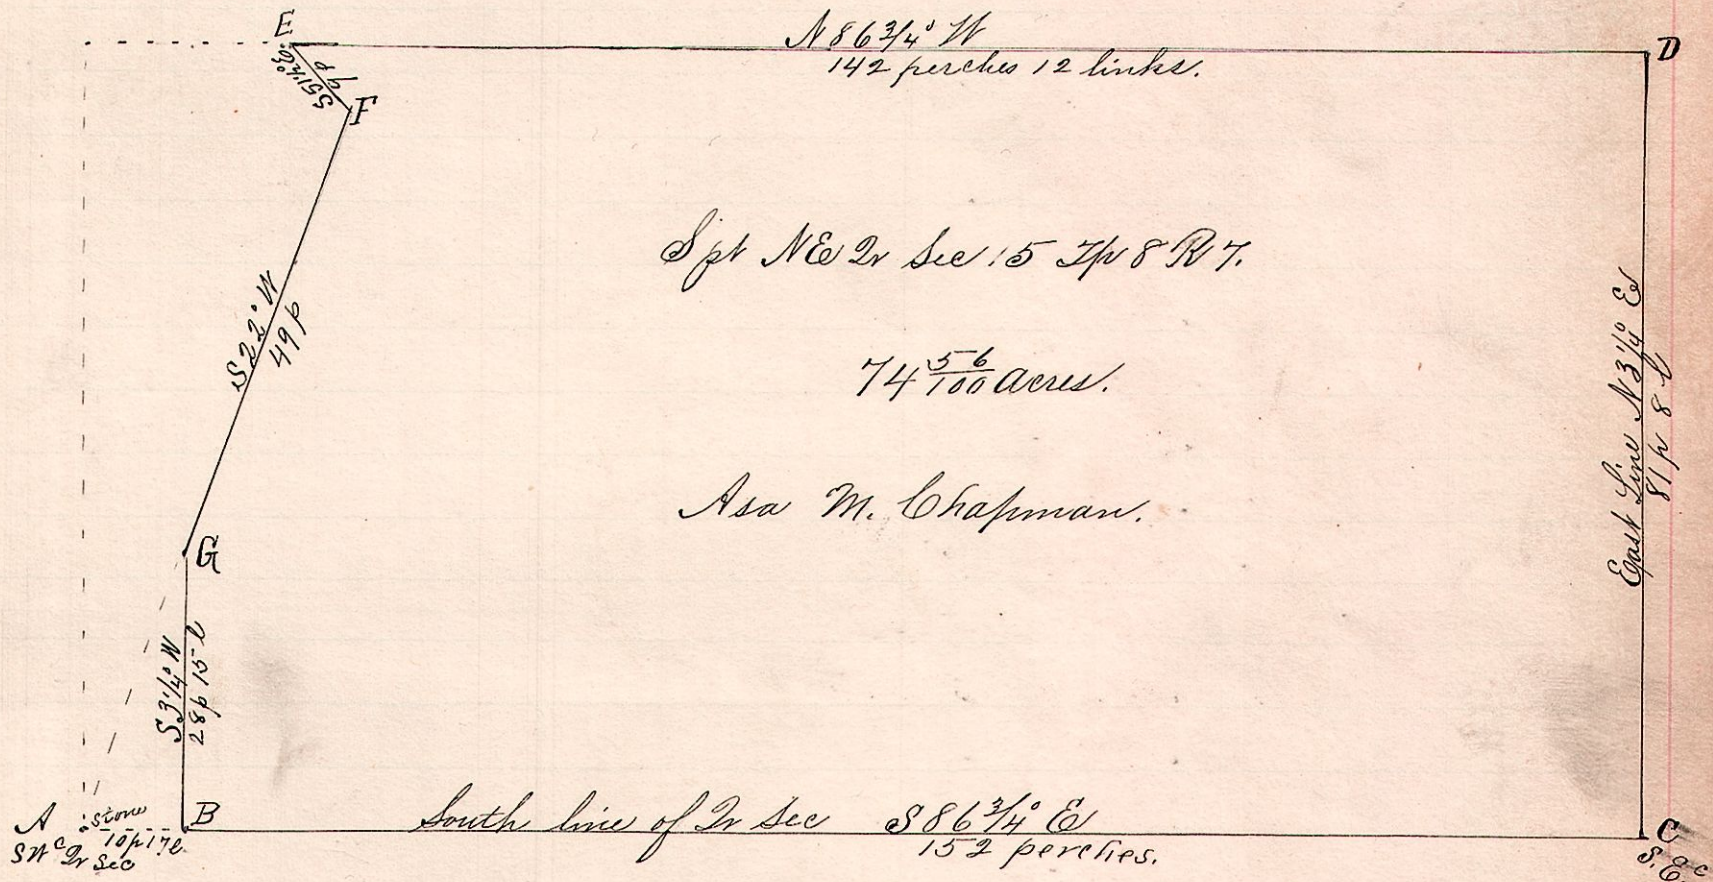 E
N 86 3/4° W
142 perches 12 links.
D
S 51 1/2° E
9 p
F
S pt NE Qr Sec 15 Tp 8 R 7.
S 22° W
49 p
East Line N 3 1/4° E
81 p 8 l
74 56/100 acres.
Asa M. Chapman.
G
S 3 1/4° W
28 p 15 l
A
Stone
10 p 17 l
SWc Qr Sec
B
South line of Qr Sec S 86 3/4° E
152 perches.
C
S.E.c